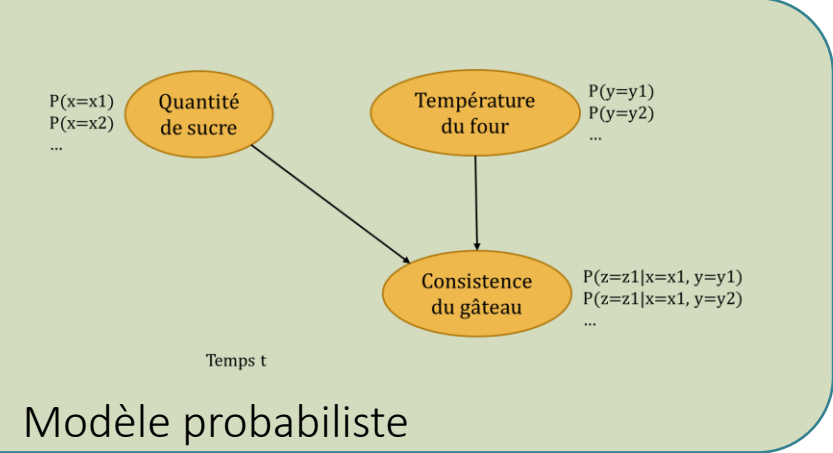 P(x=x1)
P(x=x2)
...
Quantité
de sucre
Température
du four
P(y=y1)
P(y=y2)
...
Consistence
du gâteau
P(z=z1|x=x1, y=y1)
P(z=z1|x=x1, y=y2)
...
Temps t
Modèle probabiliste